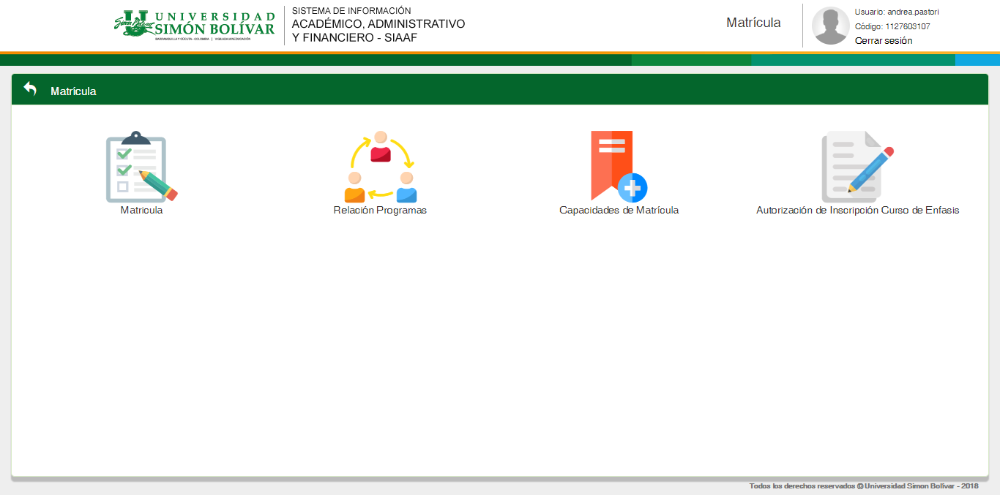 UNIVERSIDAD
SIMÓN BOLÍVAR
BARRANQUILLA Y CÚCUTA - COLOMBIA | VIGILADA MINEDUCACIÓN
SISTEMA DE INFORMACIÓN
ACADÉMICO, ADMINISTRATIVO
Y FINANCIERO - SIAAF
Matrícula
Usuario: andrea.pastori
Código: 1127603107
Cerrar sesión
Matrícula
Matricula
Relación Programas
Capacidades de Matrícula
Autorización de Inscripción Curso de Enfasis
Todos los derechos reservados © Universidad Simon Bolívar - 2018